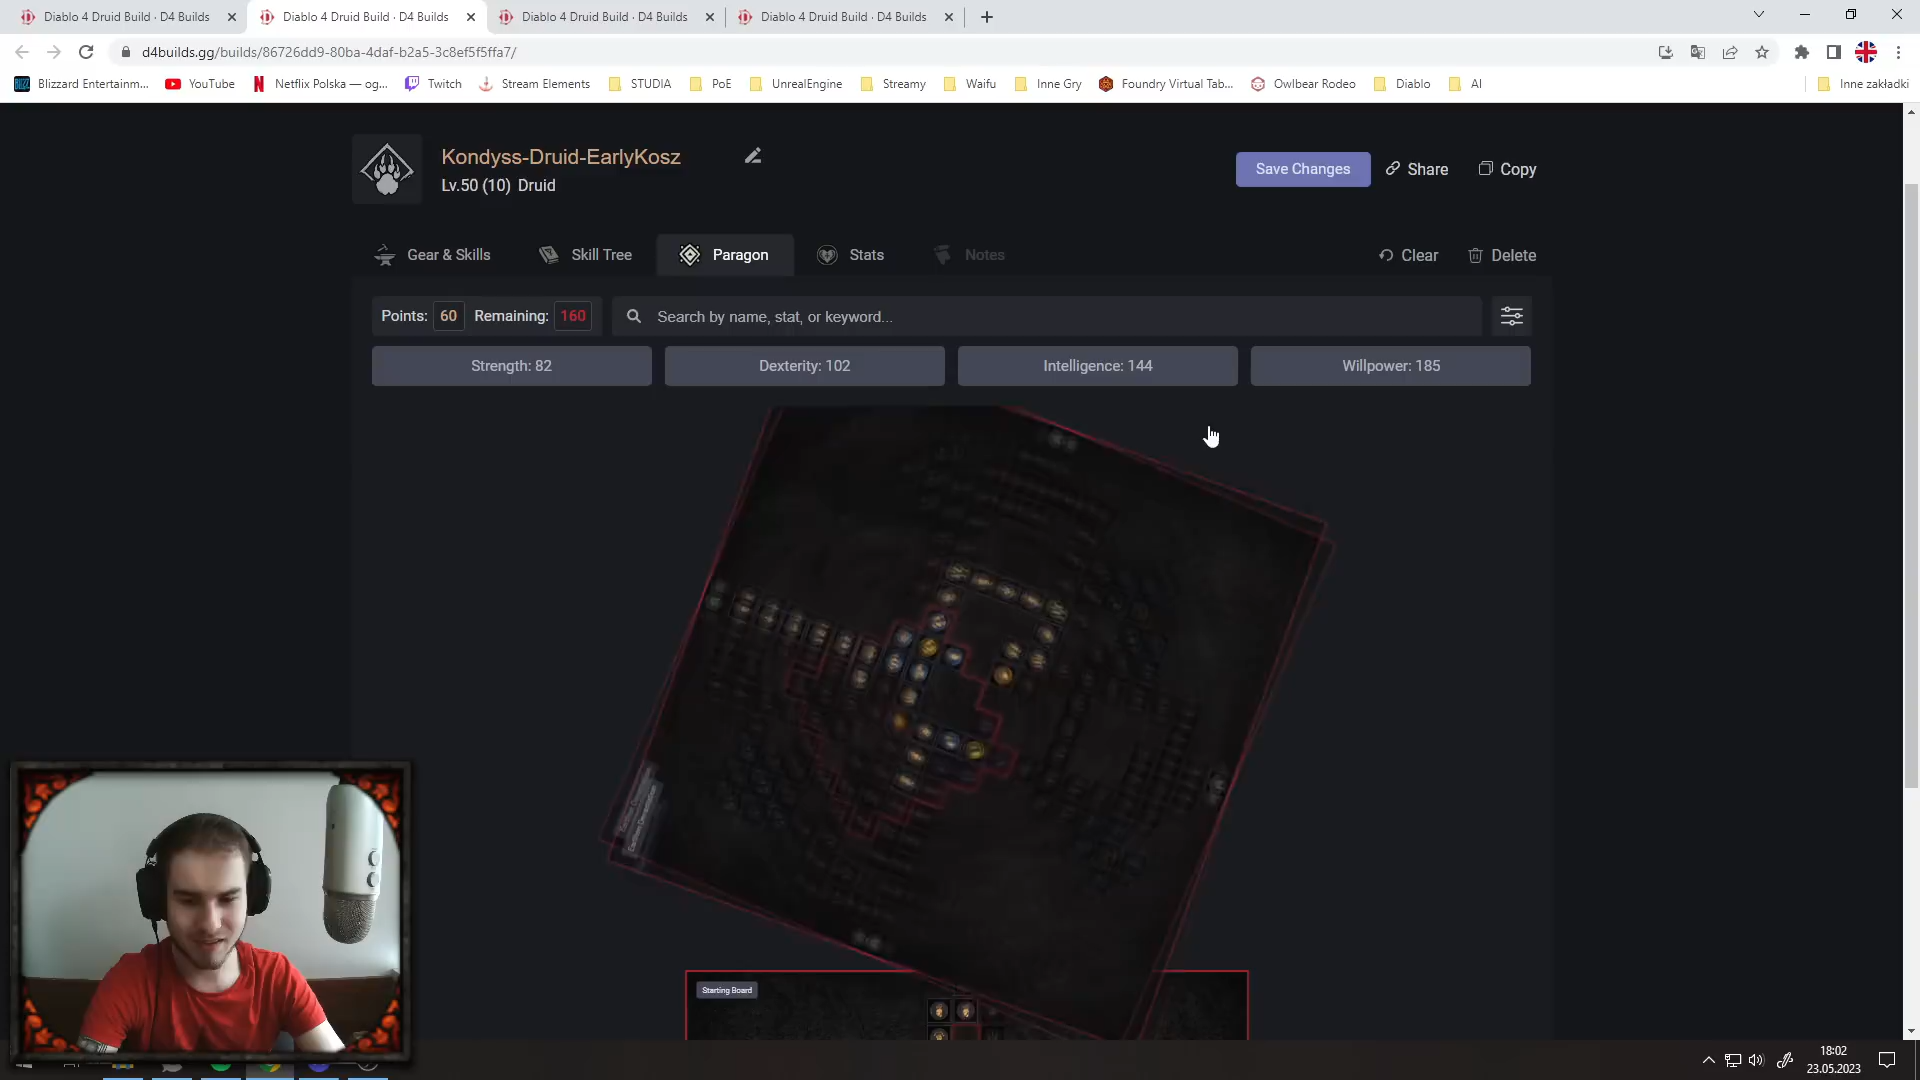 Diablo 4 Druid Build · D4 Builds
Diablo 4 Druid Build · D4 Builds
Diablo 4 Druid Build · D4 Builds
Diablo 4 Druid Build · D4 Builds
d4builds.gg/builds/86726dd9-80ba-4daf-b2a5-3c8ef5f5ffa7/
Blizzard Entertainm... YouTube Netflix Polska — og... Twitch Stream Elements STUDIA PoE UnrealEngine Streamy Waifu Inne Gry Foundry Virtual Tab... Owlbear Rodeo Diablo AI Inne zakładki
Kondyss-Druid-EarlyKosz
Lv.50 (10) Druid
Save Changes Share Copy
Gear & Skills Skill Tree Paragon Stats Notes Clear Delete
Points: 60 Remaining: 160 Search by name, stat, or keyword...
Strength: 82 Dexterity: 102 Intelligence: 144 Willpower: 185
Starting Board
18:02
23.05.2023